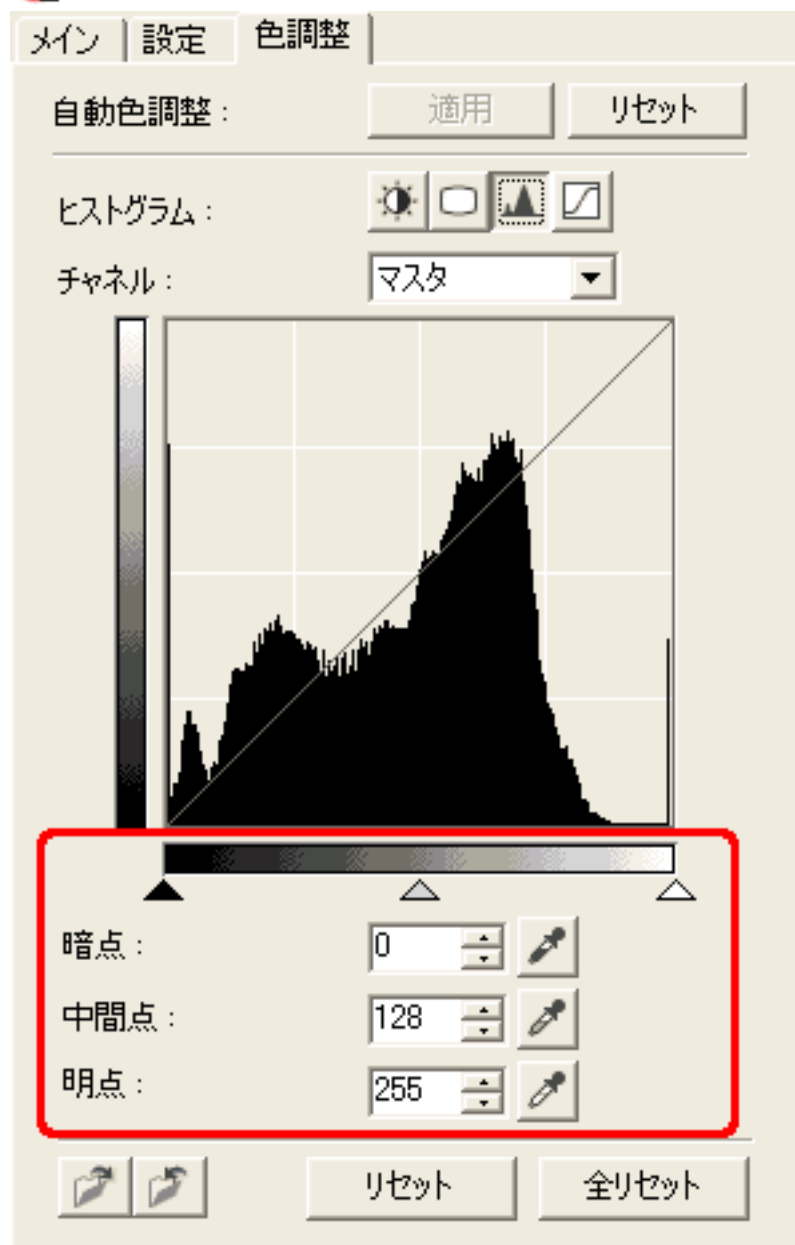 メイン 設定 色調整
自動色調整： 適用 リセット
ヒストグラム：
チャネル： マスタ
暗点： 0
中間点： 128
明点： 255
リセット 全リセット